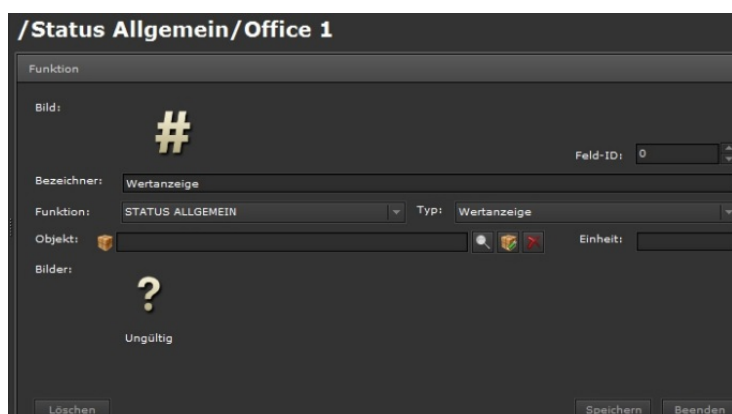 /Status Allgemein/Office 1
Funktion
Bild:
#
Feld-ID: 0
Bezeichner: Wertanzeige
Funktion: STATUS ALLGEMEIN Typ: Wertanzeige
Objekt: Einheit:
Bilder:
?
Ungültig
Löschen Speichern Beenden